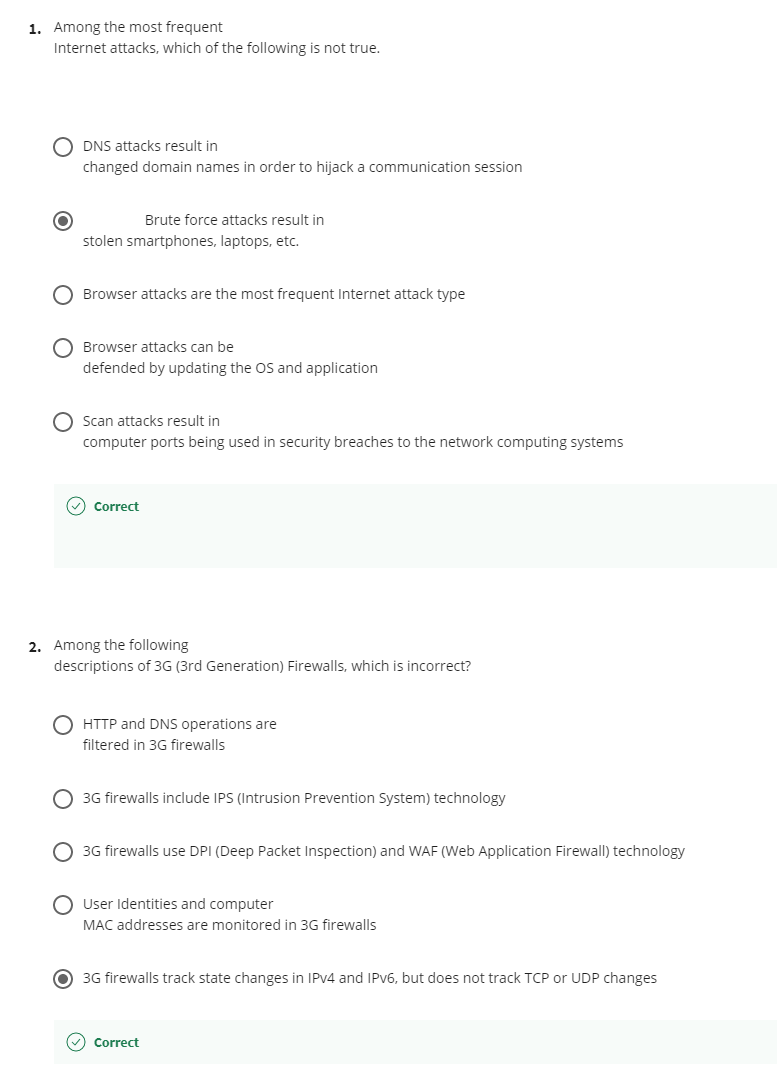 1. Among the most frequent
Internet attacks, which of the following is not true.
DNS attacks result in
changed domain names in order to hijack a communication session
Brute force attacks result in
stolen smartphones, laptops, etc.
Browser attacks are the most frequent Internet attack type
Browser attacks can be
defended by updating the OS and application
Scan attacks result in
computer ports being used in security breaches to the network computing systems
Correct
2. Among the following
descriptions of 3G (3rd Generation) Firewalls, which is incorrect?
HTTP and DNS operations are
filtered in 3G firewalls
3G firewalls include IPS (Intrusion Prevention System) technology
3G firewalls use DPI (Deep Packet Inspection) and WAF (Web Application Firewall) technology
User Identities and computer
MAC addresses are monitored in 3G firewalls
3G firewalls track state changes in IPv4 and IPv6, but does not track TCP or UDP changes
Correct